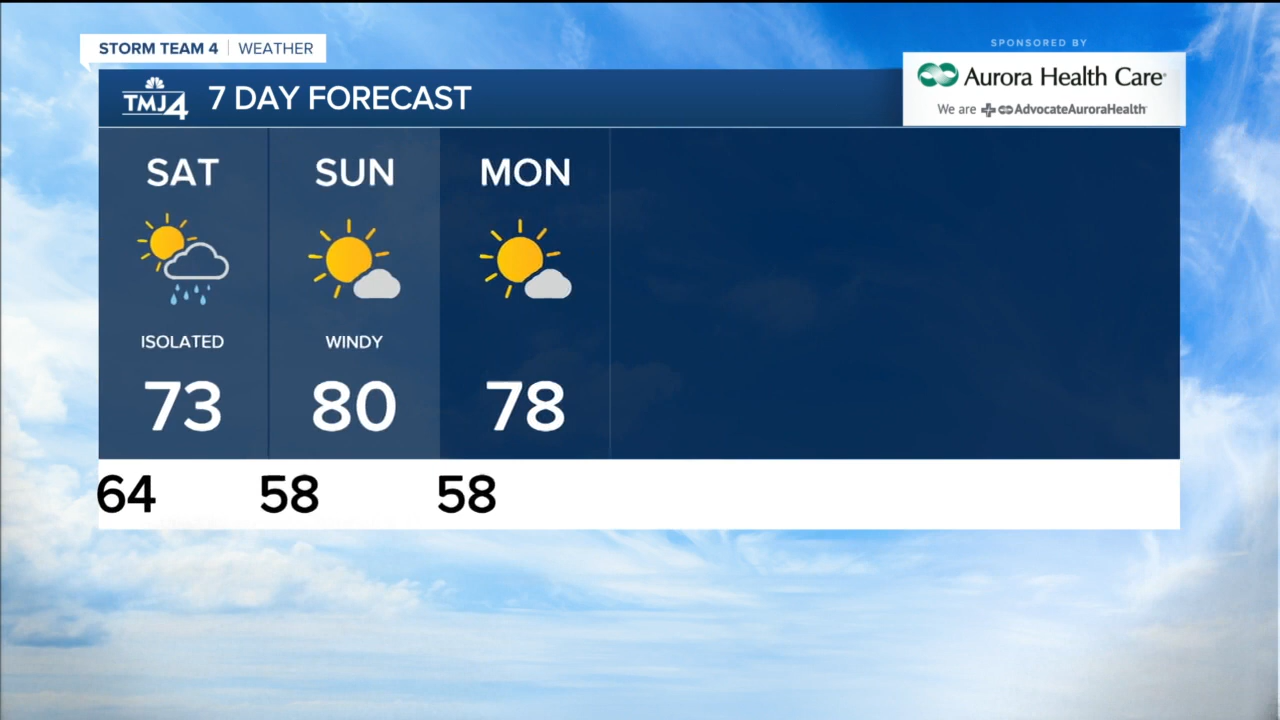 STORM TEAM 4 | WEATHER
SPONSORED BY
Aurora Health Care®
We are AdvocateAuroraHealth
TMJ4
7 DAY FORECAST
SAT SUN MON
ISOLATED WINDY
73 80 78
64 58 58